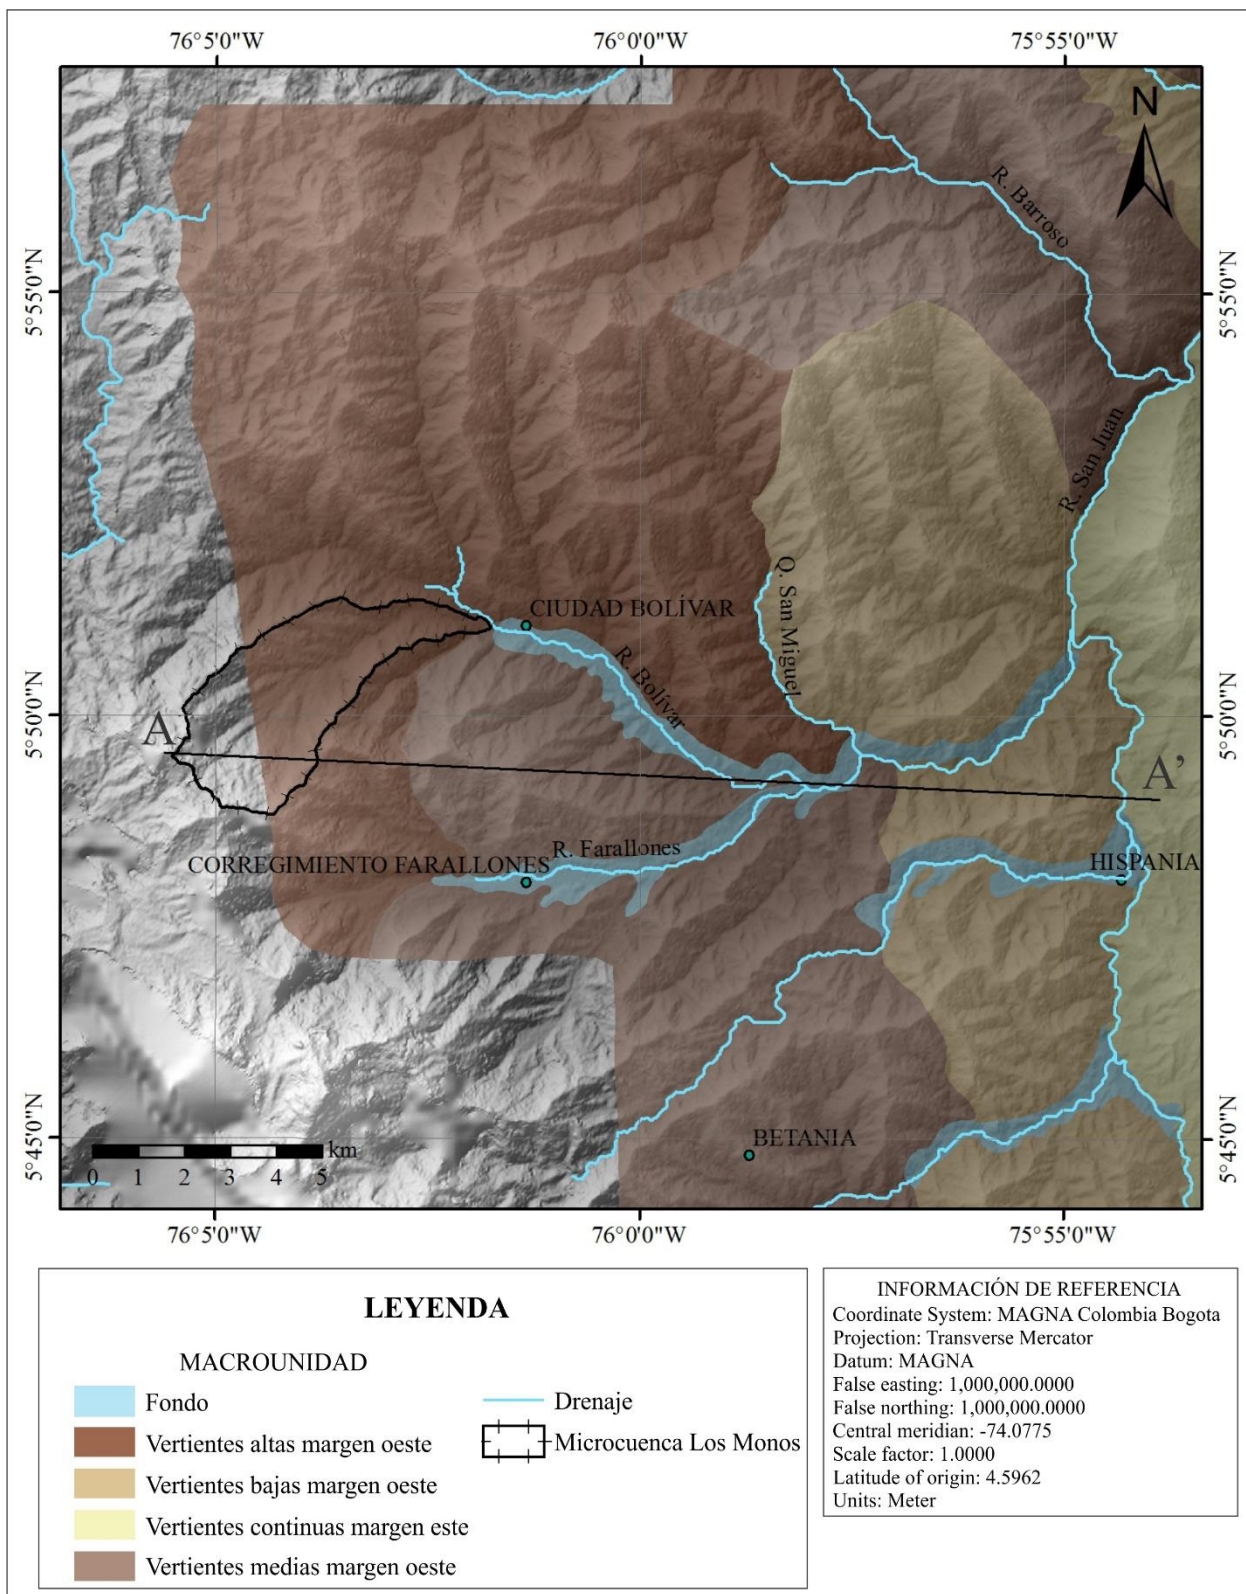 76°5'0"W 76°0'0"W 75°55'0"W
N
R. Barroso
5°55'0"N 5°55'0"N
R. San Juan
Q. San Miguel
CIUDAD BOLÍVAR
R. Bolívar
5°50'0"N 5°50'0"N
A
A’
R. Farallones
CORREGIMIENTO FARALLONES
HISPANIA
BETANIA
5°45'0"N 5°45'0"N
km
0 1 2 3 4 5
76°5'0"W 76°0'0"W 75°55'0"W
LEYENDA
MACROUNIDAD
Fondo
Vertientes altas margen oeste
Vertientes bajas margen oeste
Vertientes continuas margen este
Vertientes medias margen oeste
Drenaje
Microcuenca Los Monos
INFORMACIÓN DE REFERENCIA
Coordinate System: MAGNA Colombia Bogota
Projection: Transverse Mercator
Datum: MAGNA
False easting: 1,000,000.0000
False northing: 1,000,000.0000
Central meridian: -74.0775
Scale factor: 1.0000
Latitude of origin: 4.5962
Units: Meter